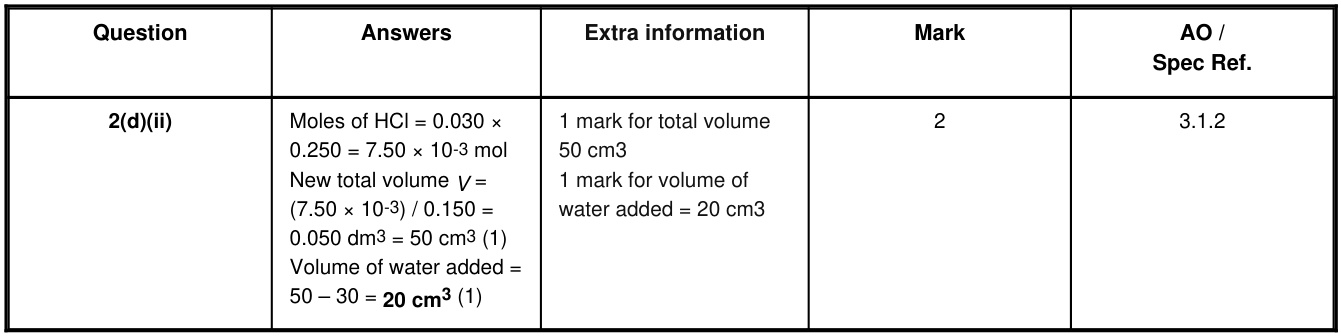 Question
Answers
Extra information
Mark
AO /
Spec Ref.
2(d)(ii)
Moles of HCl = 0.030 ×
0.250 = 7.50 × 10-3 mol
New total volume V =
(7.50 × 10-3) / 0.150 =
0.050 dm3 = 50 cm3 (1)
Volume of water added =
50 – 30 = 20 cm3 (1)
1 mark for total volume
50 cm3
1 mark for volume of
water added = 20 cm3
2
3.1.2